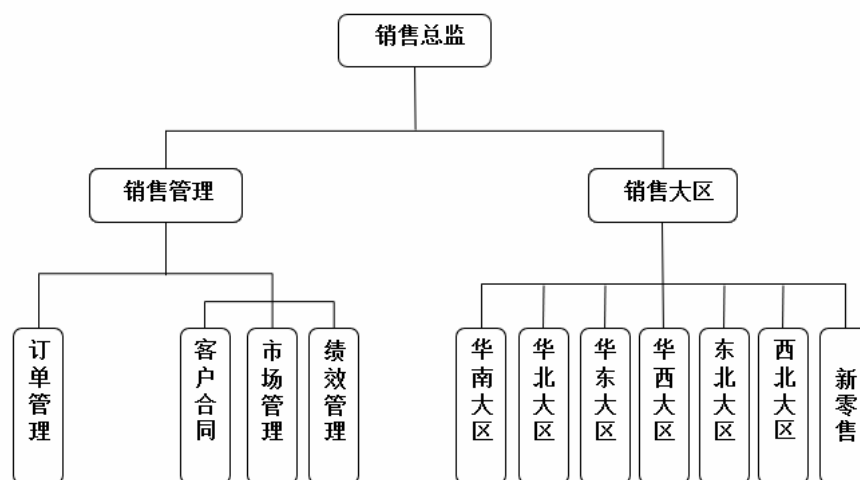 销售总监
销售管理
销售大区
订单管理
客户合同
市场管理
绩效管理
华南大区
华北大区
华东大区
华西大区
东北大区
西北大区
新零售